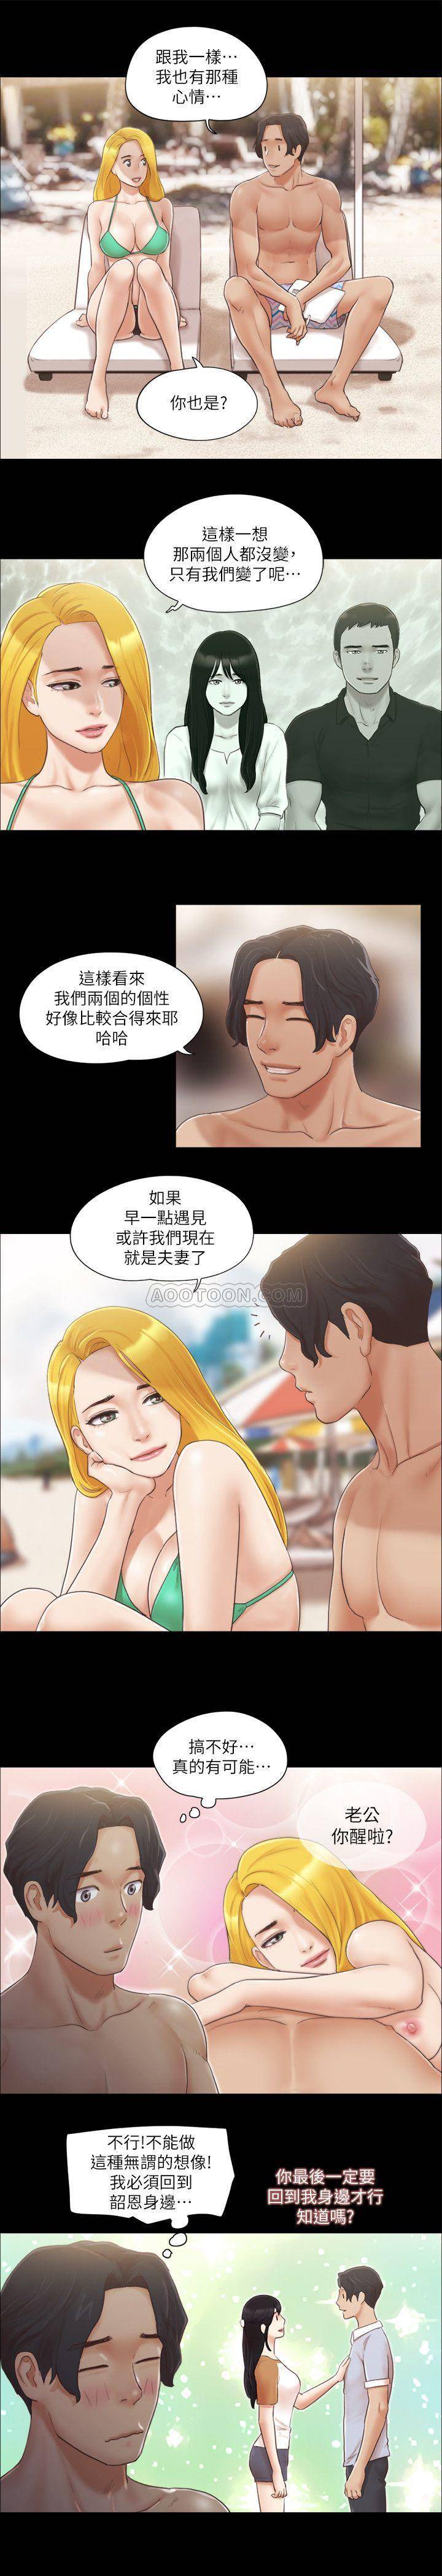 跟我一樣…
我也有那種
心情…
你也是?
這樣一想
那兩個人都沒變,
只有我們變了呢…
這樣看來
我們兩個的個性
好像比較合得來耶
哈哈
如果
早一點遇見
或許我們現在
就是夫妻了
AOOTOON.COM
搞不好…
真的有可能…
老公
你醒啦?
不行!不能做
這種無謂的想像!
我必須回到
韶恩身邊…
你最後一定要
回到我身邊才行
知道嗎?